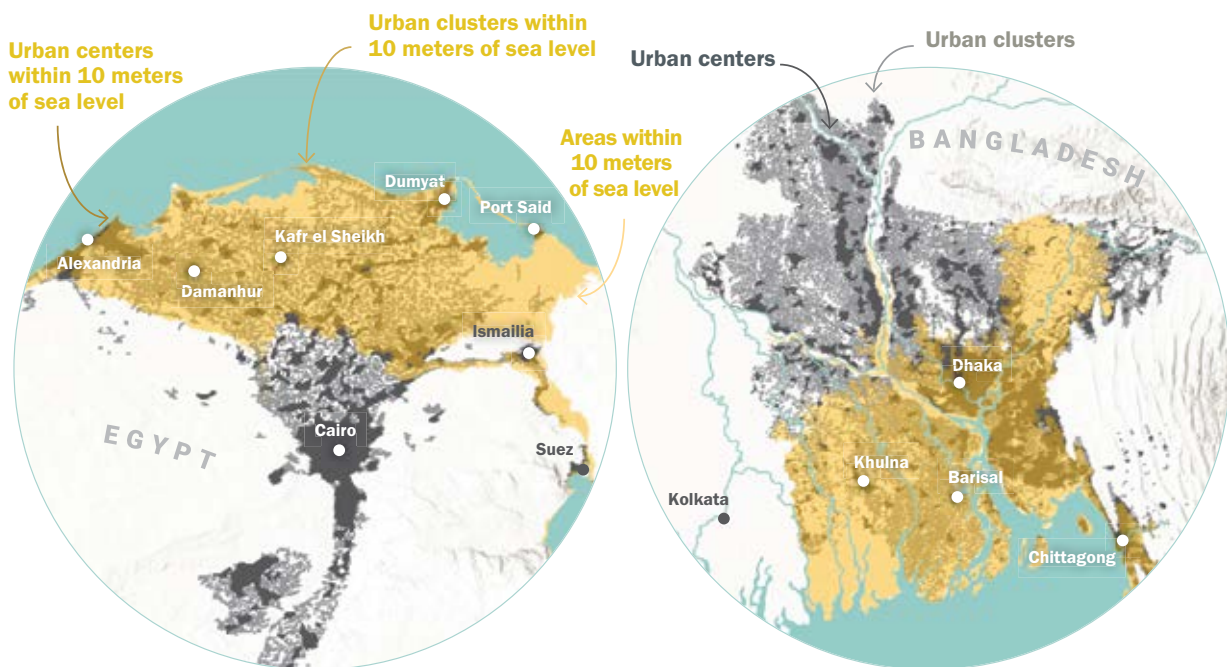 Urban centers
within 10 meters
of sea level
Urban clusters within
10 meters of sea level
Areas within
10 meters
of sea level
Dumyat
Port Said
Kafr el Sheikh
Alexandria
Damanhur
Ismailia
Cairo
EGYPT
Suez
Urban centers
Urban clusters
BANGLADESH
Dhaka
Khulna
Barisal
Kolkata
Chittagong